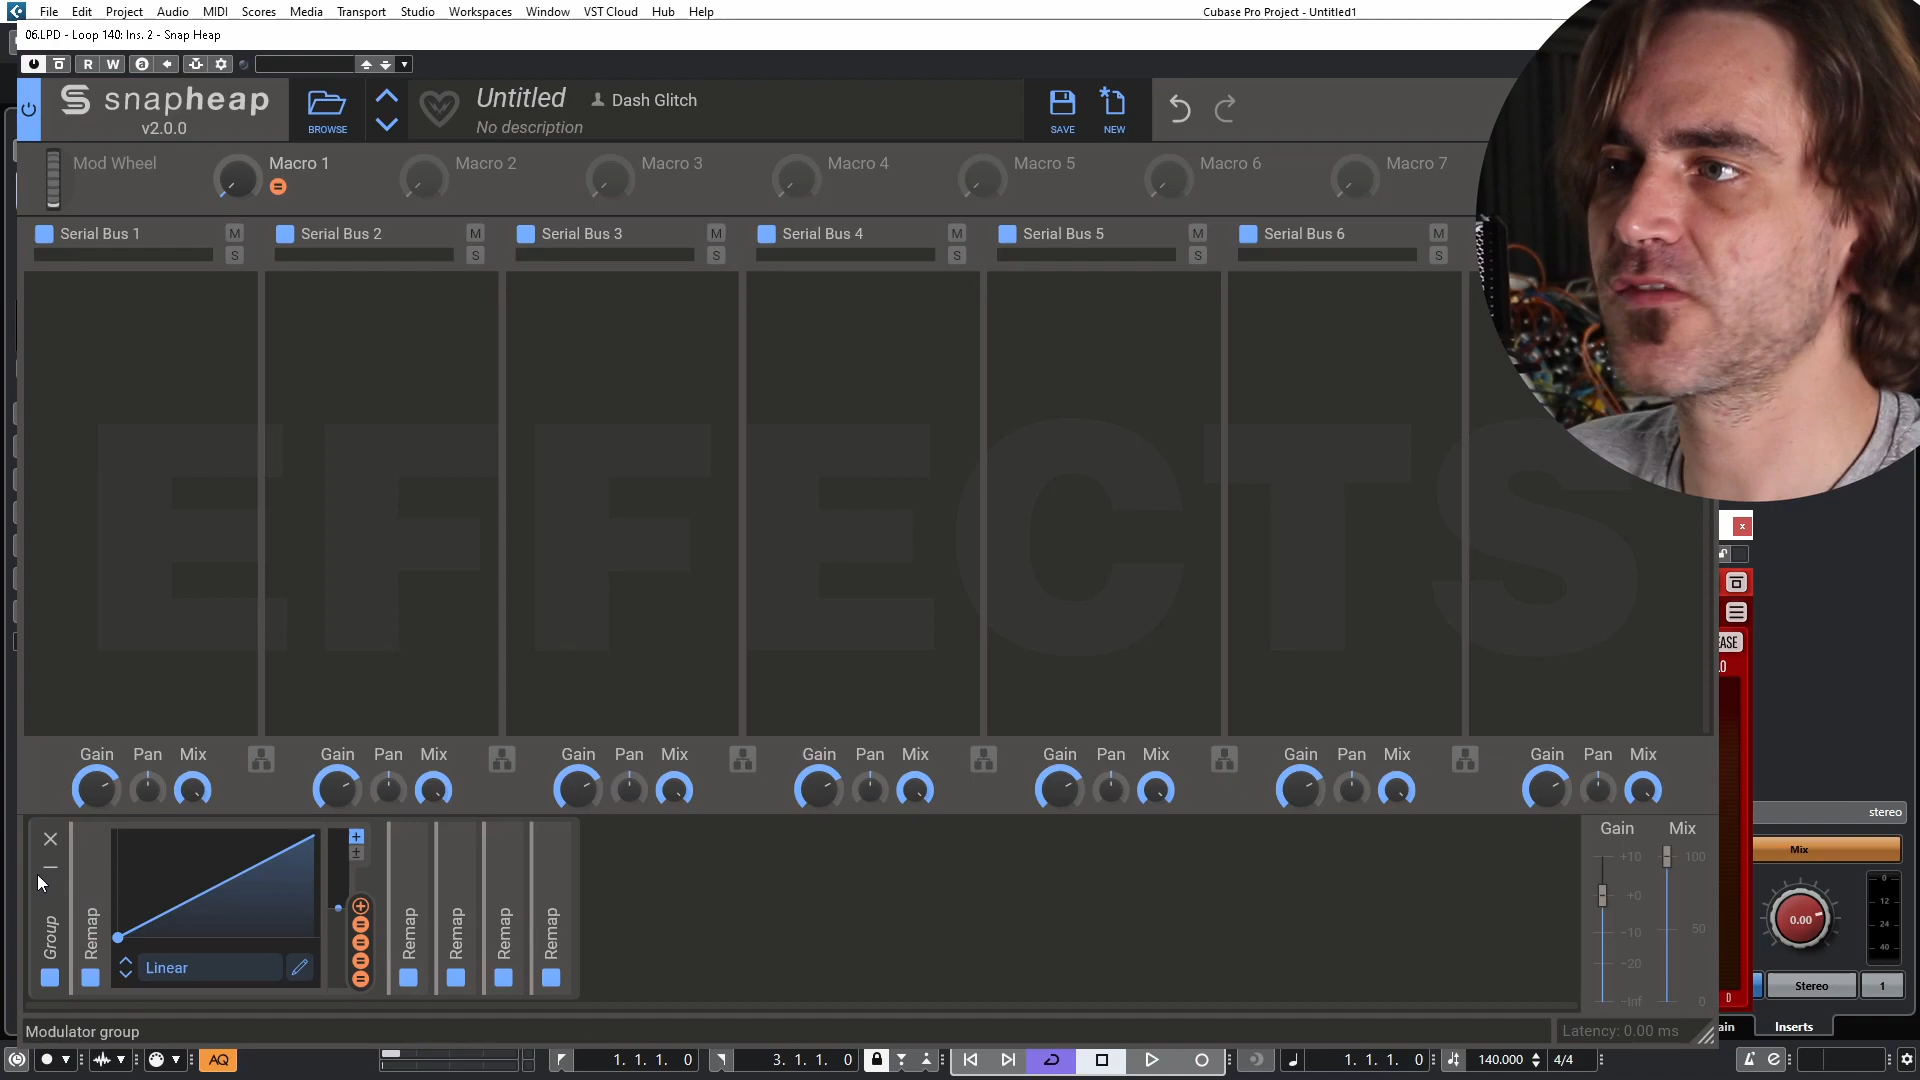 File Edit Project Audio MIDI Scores Media Transport Studio Workspaces Window VST Cloud Hub Help
Cubase Pro Project - Untitled1
06.LPD - Loop 140: Ins. 2 - Snap Heap
R W a
snapheap
v2.0.0
BROWSE
Untitled
Dash Glitch
No description
SAVE
NEW
Mod Wheel
Macro 1
Macro 2
Macro 3
Macro 4
Macro 5
Macro 6
Macro 7
Serial Bus 1 M
S
Serial Bus 2 M
S
Serial Bus 3 M
S
Serial Bus 4 M
S
Serial Bus 5 M
S
Serial Bus 6 M
S
EFFECTS
Gain Pan Mix
Gain Pan Mix
Gain Pan Mix
Gain Pan Mix
Gain Pan Mix
Gain Pan Mix
Gain Pan Mix
Group
Remap
Linear
Remap
Remap
Remap
Remap
Gain Mix
+10 100
+0
-10 50
-20
-Inf 0
Modulator group
Latency: 0.00 ms
stereo
Mix
0.00
0
12
24
40
Stereo 1
D
Inserts
AQ
1. 1. 1. 0
3. 1. 1. 0
1. 1. 1. 0
140.000
4/4